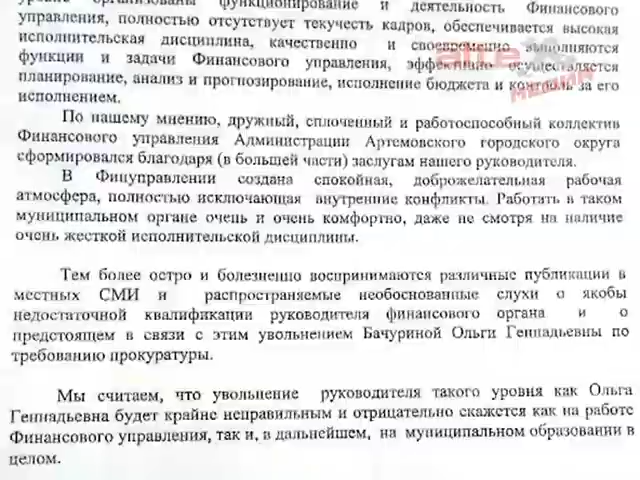 уровне организованы функционирование и деятельность Финансового
управления, полностью отсутствует текучесть кадров, обеспечивается высокая
исполнительская дисциплина, качественно и своевременно выполняются
функции и задачи Финансового управления, эффективно осуществляется
планирование, анализ и прогнозирование, исполнение бюджета и контроль за его
исполнением.
По нашему мнению, дружный, сплоченный и работоспособный коллектив
Финансового управления Администрации Артемовского городского округа
сформировался благодаря (в большей части) заслугам нашего руководителя.
В Финуправлении создана спокойная, доброжелательная рабочая
атмосфера, полностью исключающая внутренние конфликты. Работать в таком
муниципальном органе очень и очень комфортно, даже не смотря на наличие
очень жесткой исполнительской дисциплины.
Тем более остро и болезненно воспринимаются различные публикации в
местных СМИ и распространяемые необоснованные слухи о якобы
недостаточной квалификации руководителя финансового органа и о
предстоящем в связи с этим увольнением Бачуриной Ольги Геннадьевны по
требованию прокуратуры.
Мы считаем, что увольнение руководителя такого уровня как Ольга
Геннадьевна будет крайне неправильным и отрицательно скажется как на работе
Финансового управления, так и, в дальнейшем, на муниципальном образовании в
целом.